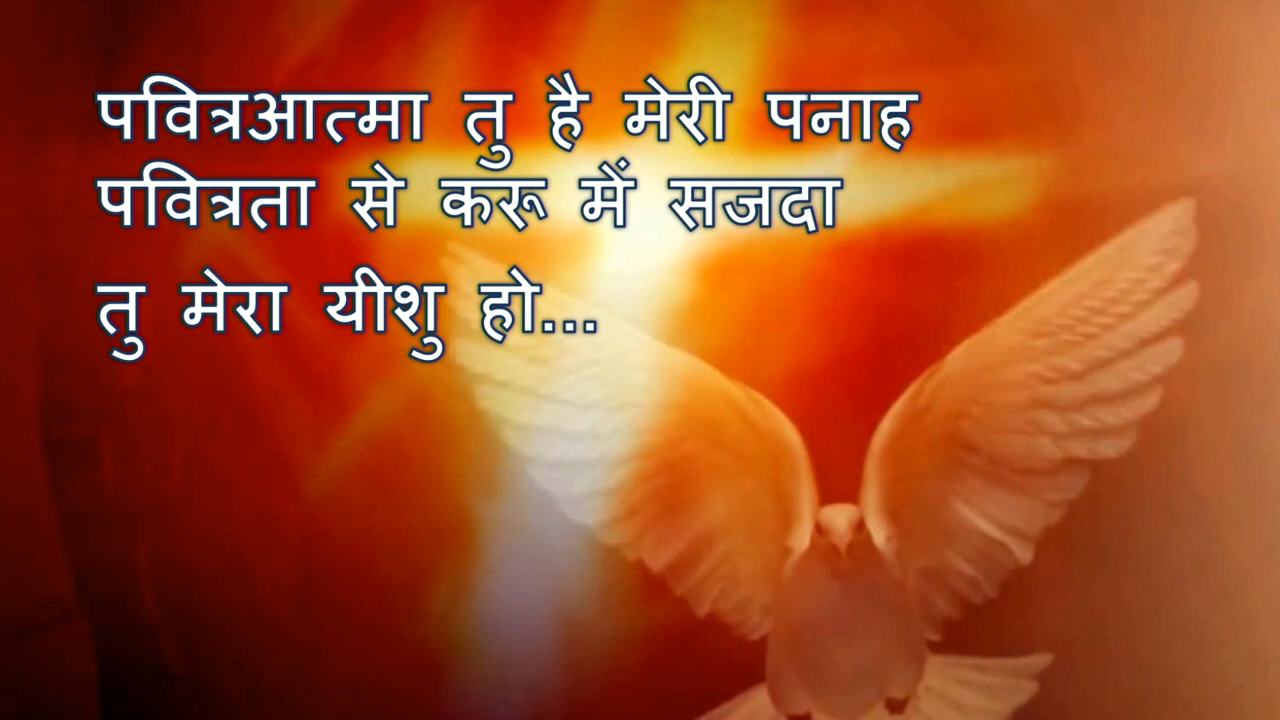 पवित्रआत्मा तु है मेरी पनाह
पवित्रता से करू में सजदा
तु मेरा यीशु हो...